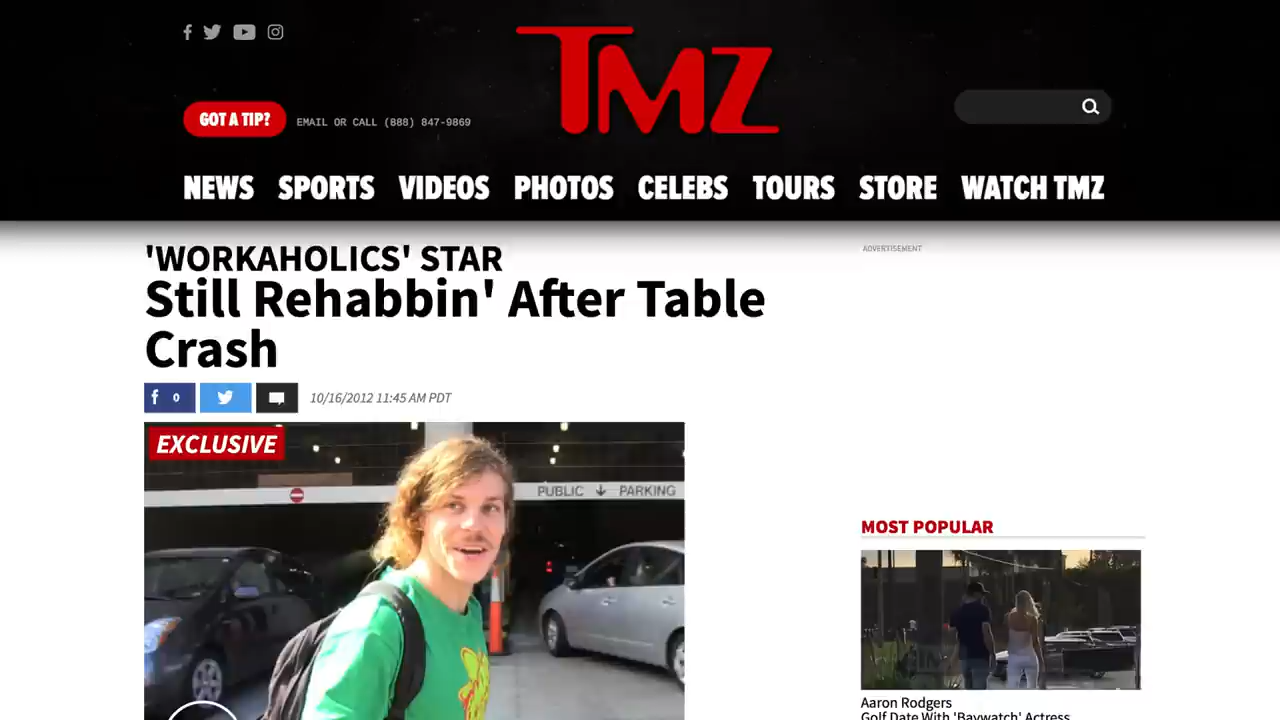 TMZ
GOT A TIP?
EMAIL OR CALL (888) 847-9869
NEWS SPORTS VIDEOS PHOTOS CELEBS TOURS STORE WATCH TMZ
'WORKAHOLICS' STAR
Still Rehabbin' After Table
Crash
f 0
10/16/2012 11:45 AM PDT
EXCLUSIVE
PUBLIC ↓ PARKING
ADVERTISEMENT
MOST POPULAR
Aaron Rodgers
Golf Date With 'Baywatch' Actress